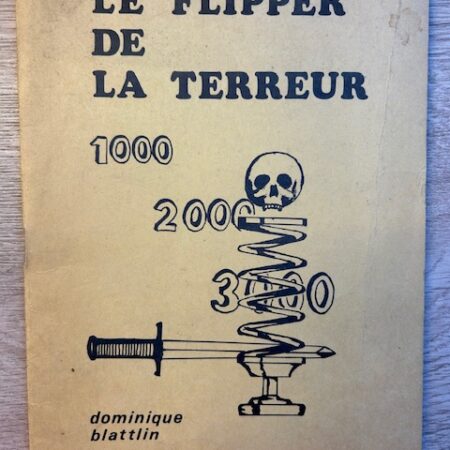 LE FLIPPER
DE
LA TERREUR
1000
2000
3000
dominique
blattlin